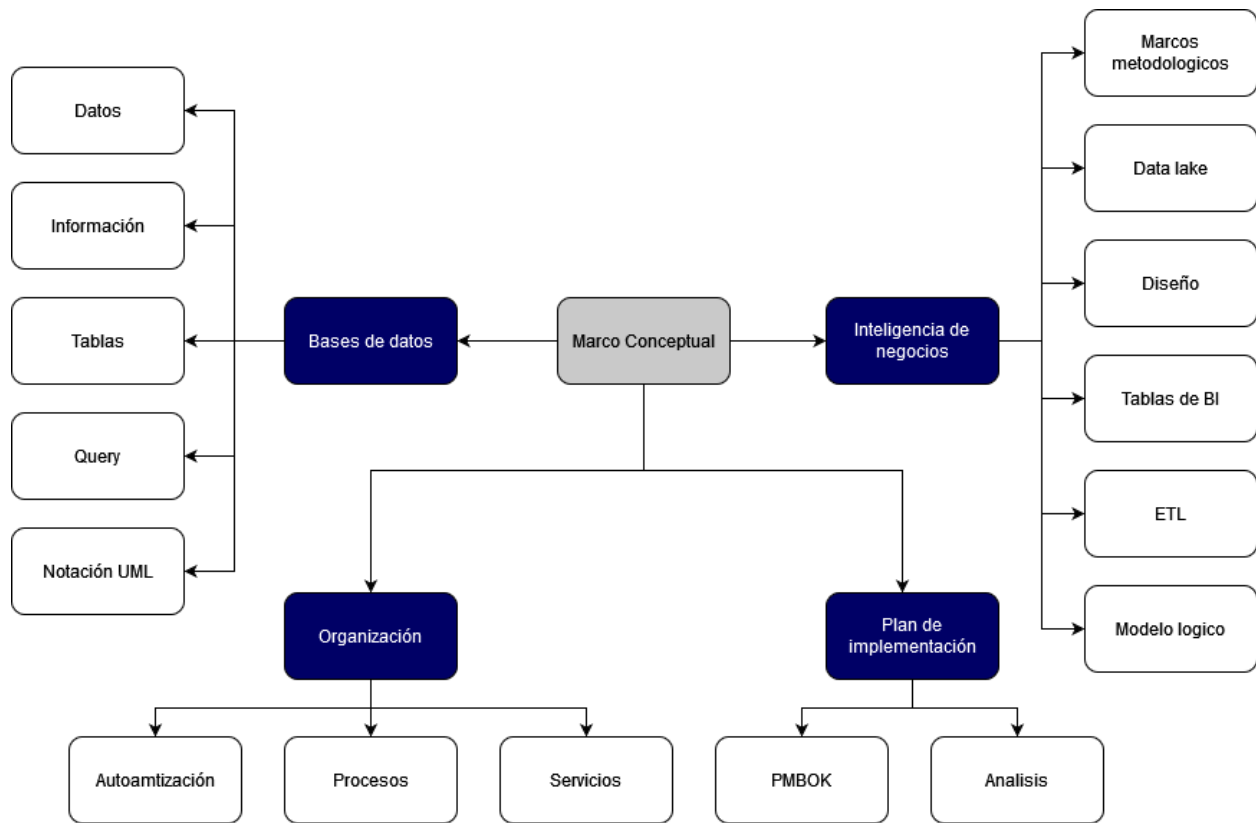 Marcos
metodologicos
Datos
Data lake
Información
Diseño
Tablas
Bases de datos
Marco Conceptual
Inteligencia de
negocios
Tablas de BI
Query
ETL
Notación UML
Organización
Plan de
implementación
Modelo logico
Autoamtización
Procesos
Servicios
PMBOK
Analisis